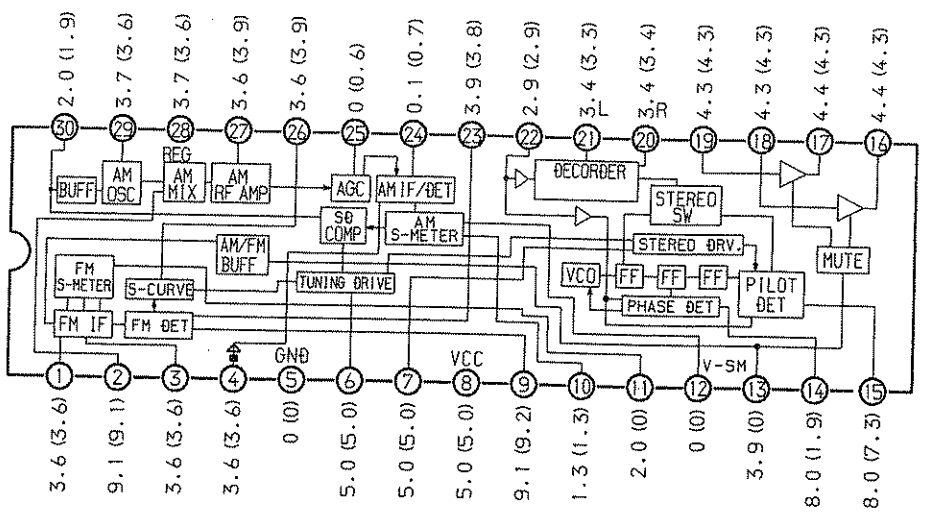 2.0 (1.9)
3.7 (3.6)
3.7 (3.6)
3.6 (3.9)
3.6 (3.9)
0 (0.6)
0.1 (0.7)
3.9 (3.8)
2.9 (2.9)
3.4 (3.3)
3.4 (3.4)
4.3 (4.3)
4.3 (4.3)
4.4 (4.3)
4.4 (4.3)
L
R
30 29 28 27 26 25 24 23 22 21 20 19 18 17 16
REG
BUFF
AM
OSC
AM
MIX
AM
RF AMP
AGC
AM IF/DET
DECORDER
SD
COMP
AM
S-METER
STEREO
SW
AM/FM
BUFF
STEREO DRV.
MUTE
FM
S-METER
S-CURVE
TUNING DRIVE
VCO
FF
FF
FF
PILOT
DET
FM IF
FM DET
PHASE DET
GND
VCC
V-SM
1 2 3 4 5 6 7 8 9 10 11 12 13 14 15
3.6 (3.6)
9.1 (9.1)
3.6 (3.6)
3.6 (3.6)
0 (0)
5.0 (5.0)
5.0 (5.0)
5.0 (5.0)
9.1 (9.2)
1.3 (1.3)
2.0 (0)
0 (0)
3.9 (0)
8.0 (1.9)
8.0 (7.3)